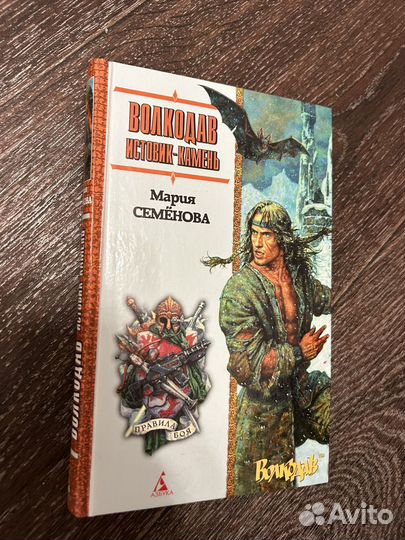 ВОЛКОДАВ
ИСТОВИК-КАМЕНЬ
Мария
СЕМЁНОВА
ПРАВИЛА БОЯ
АЗБУКА
Волкодав
ВОЛКОДАВ
Avito